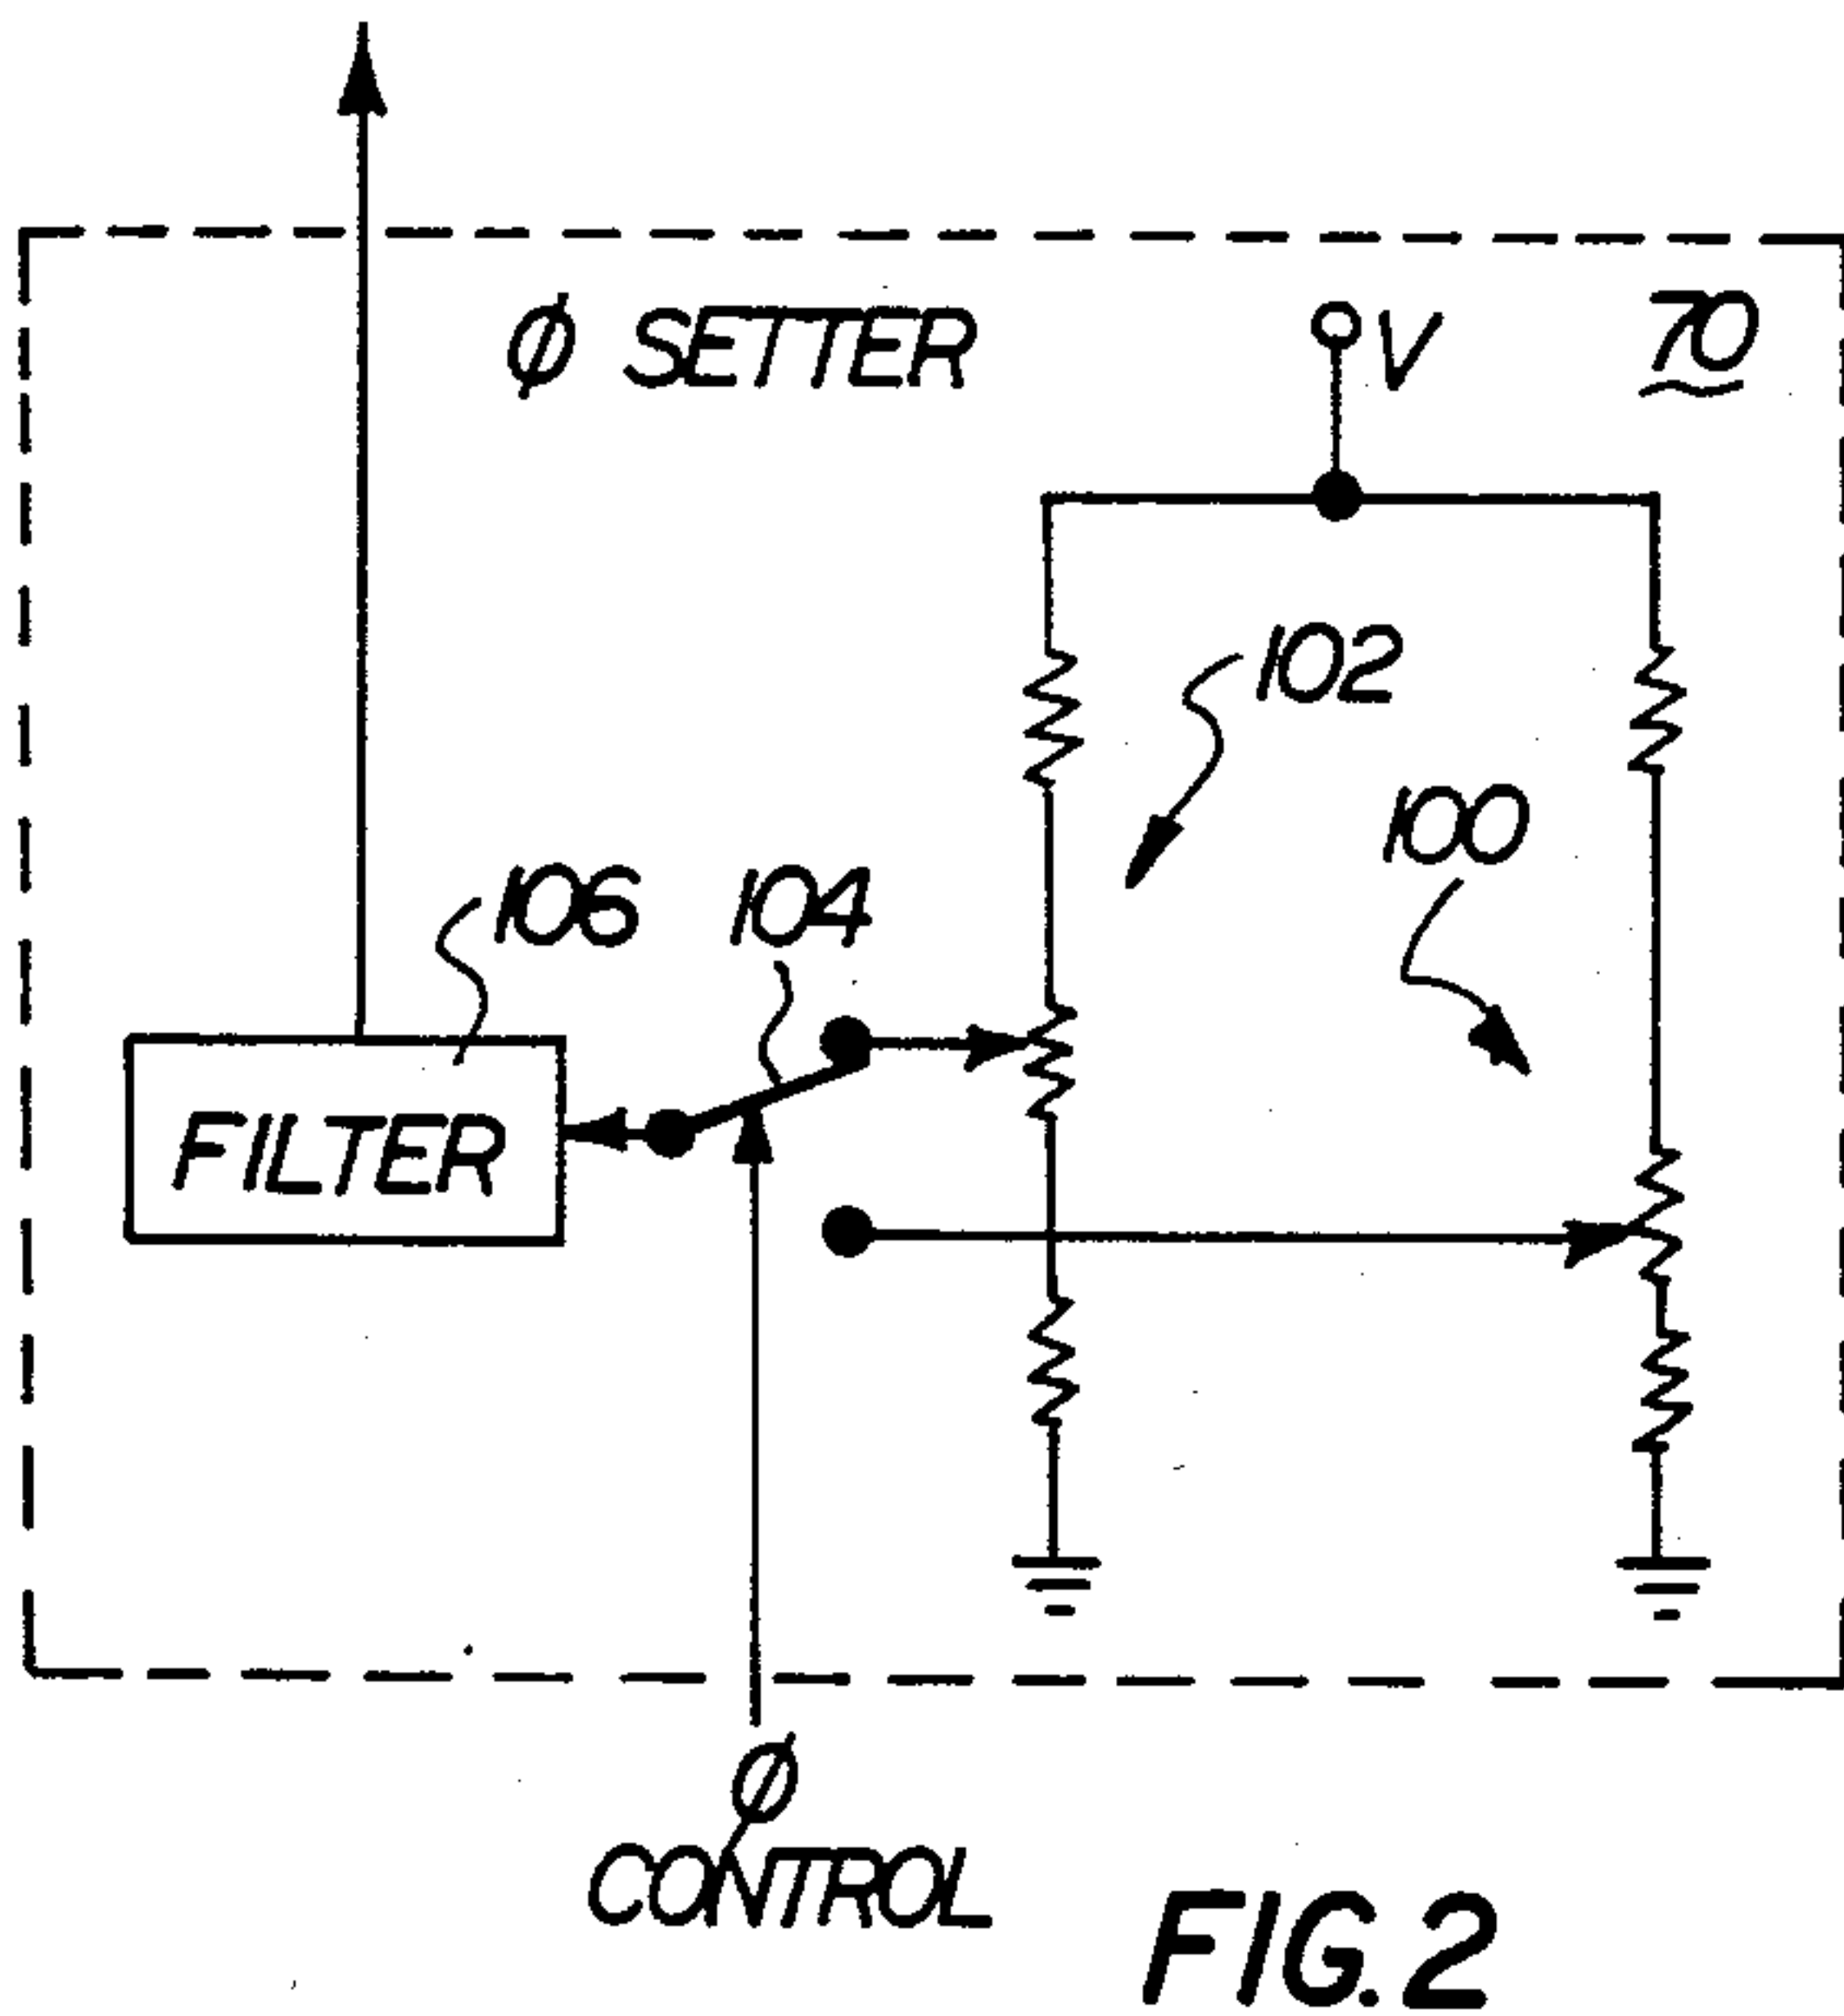 Ø SETTER
V
70
102
100
106
104
FILTER
Ø
CONTROL
FIG. 2